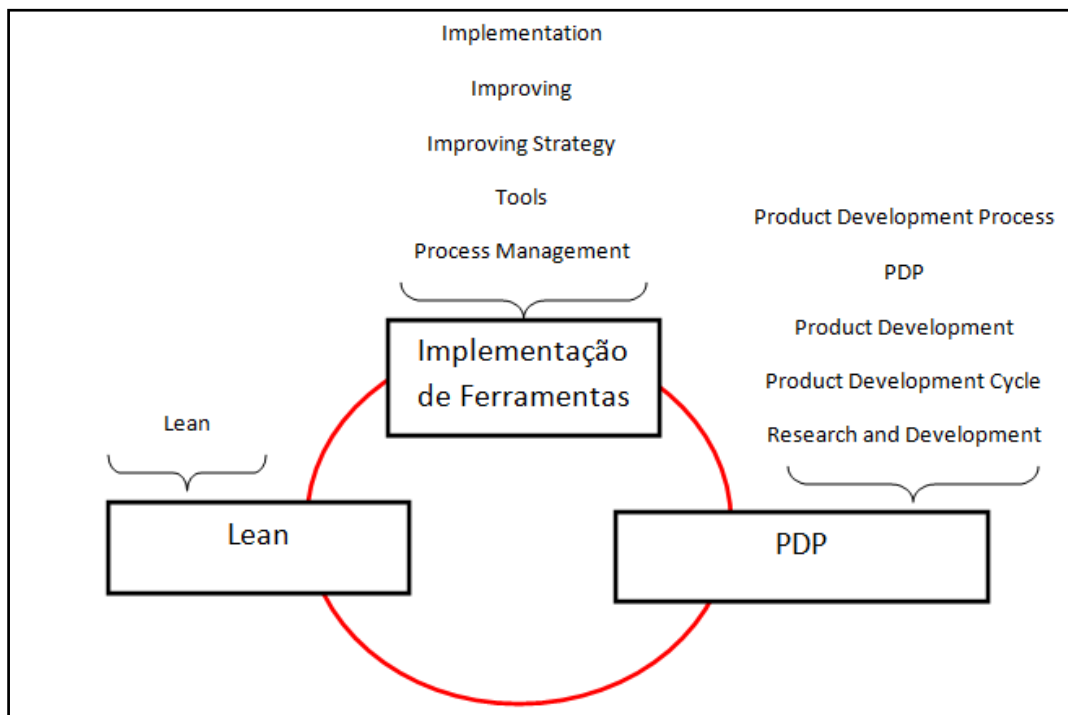 Implementation
Improving
Improving Strategy
Tools
Process Management
Implementação
de Ferramentas
Lean
Lean
Product Development Process
PDP
Product Development
Product Development Cycle
Research and Development
PDP